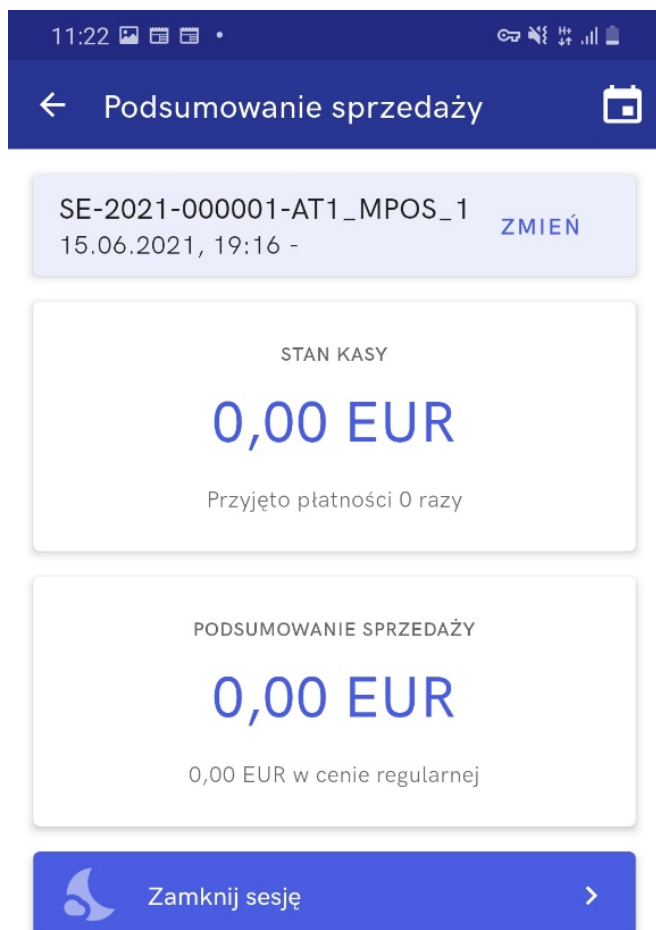 11:22
Podsumowanie sprzedaży
SE-2021-000001-AT1_MPOS_1
15.06.2021, 19:16 -
ZMIEŃ
STAN KASY
0,00 EUR
Przyjęto płatności 0 razy
PODSUMOWANIE SPRZEDAŻY
0,00 EUR
0,00 EUR w cenie regularnej
Zamknij sesję